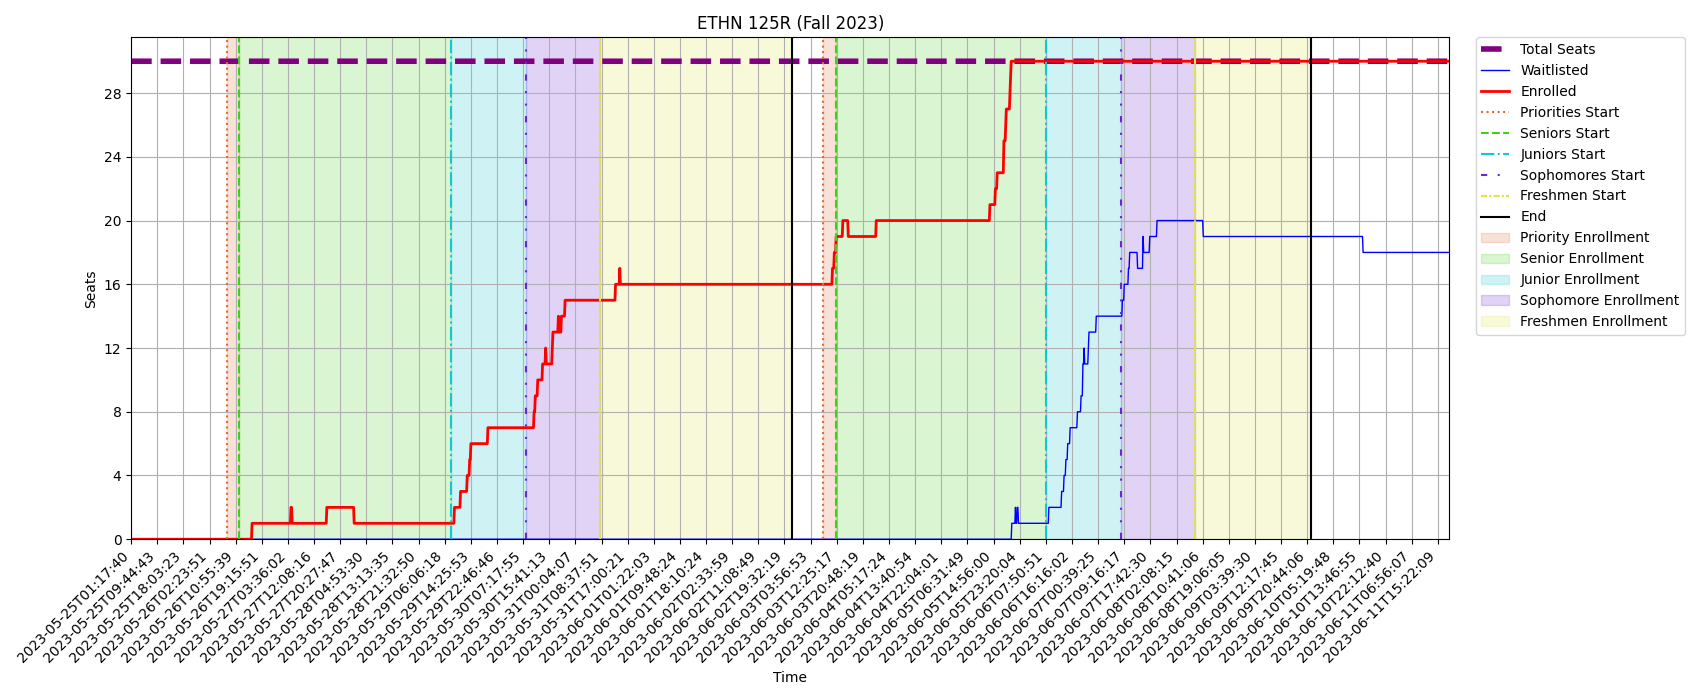 ETHN 125R (Fall 2023)
Seats
28
24
20
16
12
8
4
0
2023-05-25T01:17:40
2023-05-25T09:44:43
2023-05-25T18:03:23
2023-05-26T02:23:51
2023-05-26T10:55:39
2023-05-26T19:15:51
2023-05-27T03:36:02
2023-05-27T12:08:16
2023-05-27T20:27:47
2023-05-28T04:53:30
2023-05-28T13:13:35
2023-05-28T21:32:50
2023-05-29T06:06:18
2023-05-29T14:25:53
2023-05-29T22:46:46
2023-05-30T07:17:55
2023-05-30T15:41:13
2023-05-31T00:04:07
2023-05-31T08:37:51
2023-05-31T17:00:21
2023-06-01T01:22:03
2023-06-01T09:48:24
2023-06-01T18:10:24
2023-06-02T02:33:59
2023-06-02T11:08:49
2023-06-02T19:32:19
2023-06-03T03:56:53
2023-06-03T12:25:17
2023-06-03T20:48:19
2023-06-04T05:17:24
2023-06-04T13:40:54
2023-06-04T22:04:01
2023-06-05T06:31:49
2023-06-05T14:56:00
2023-06-05T23:20:04
2023-06-06T07:50:51
2023-06-06T16:16:02
2023-06-07T00:39:25
2023-06-07T09:16:17
2023-06-07T17:42:30
2023-06-08T02:08:15
2023-06-08T10:41:06
2023-06-08T19:06:05
2023-06-09T03:39:30
2023-06-09T12:17:45
2023-06-09T20:44:06
2023-06-10T05:19:48
2023-06-10T13:46:55
2023-06-10T22:12:40
2023-06-11T06:56:07
2023-06-11T15:22:09
Time
Total Seats
Waitlisted
Enrolled
Priorities Start
Seniors Start
Juniors Start
Sophomores Start
Freshmen Start
End
Priority Enrollment
Senior Enrollment
Junior Enrollment
Sophomore Enrollment
Freshmen Enrollment